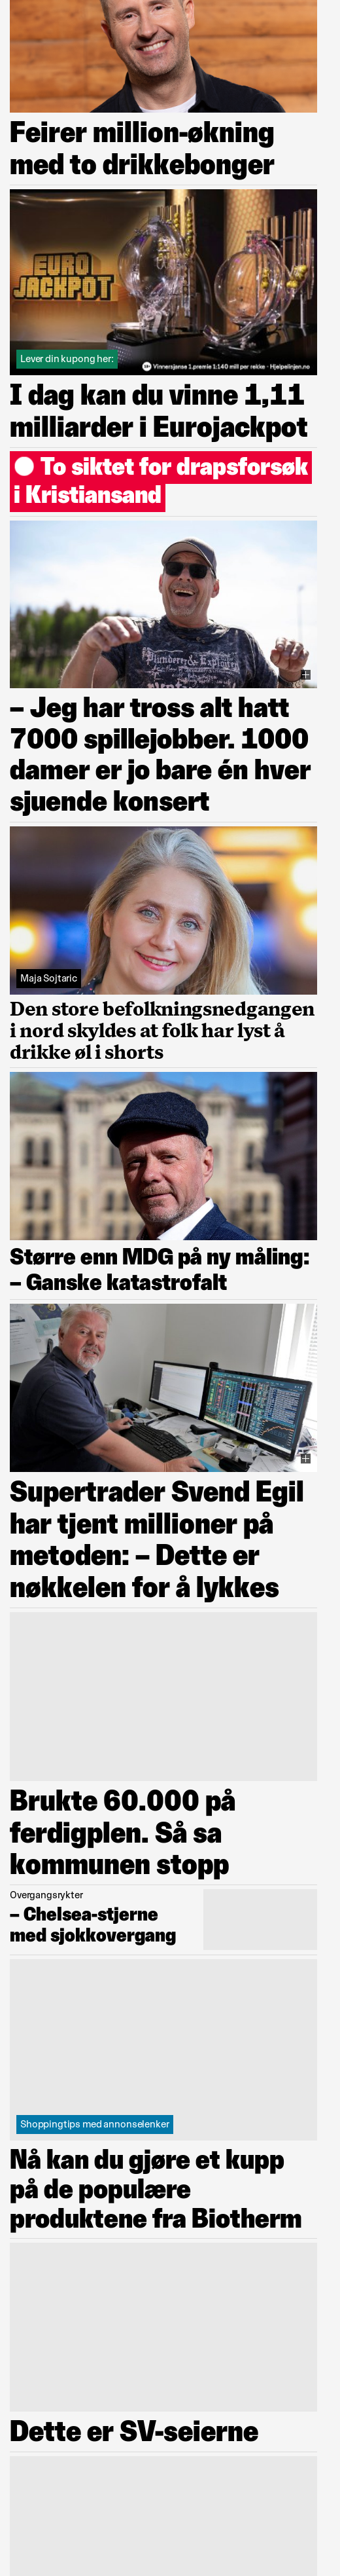 Feirer million-økning
med to drikkebonger
EURO
JACKPOT
Lever din kupong her:
18+ Vinnersjanse 1.premie 1:140 mill per rekke - Hjelpelinjen.no
I dag kan du vinne 1,11
milliarder i Eurojackpot
To siktet for drapsforsøk
i Kristiansand
– Jeg har tross alt hatt
7000 spillejobber. 1000
damer er jo bare én hver
sjuende konsert
Maja Sojtaric
Den store befolkningsnedgangen
i nord skyldes at folk har lyst å
drikke øl i shorts
Større enn MDG på ny måling:
– Ganske katastrofalt
Supertrader Svend Egil
har tjent millioner på
metoden: – Dette er
nøkkelen for å lykkes
Brukte 60.000 på
ferdigplen. Så sa
kommunen stopp
Overgangsrykter
– Chelsea-stjerne
med sjokkovergang
Shoppingtips med annonselenker
Nå kan du gjøre et kupp
på de populære
produktene fra Biotherm
Dette er SV-seierne